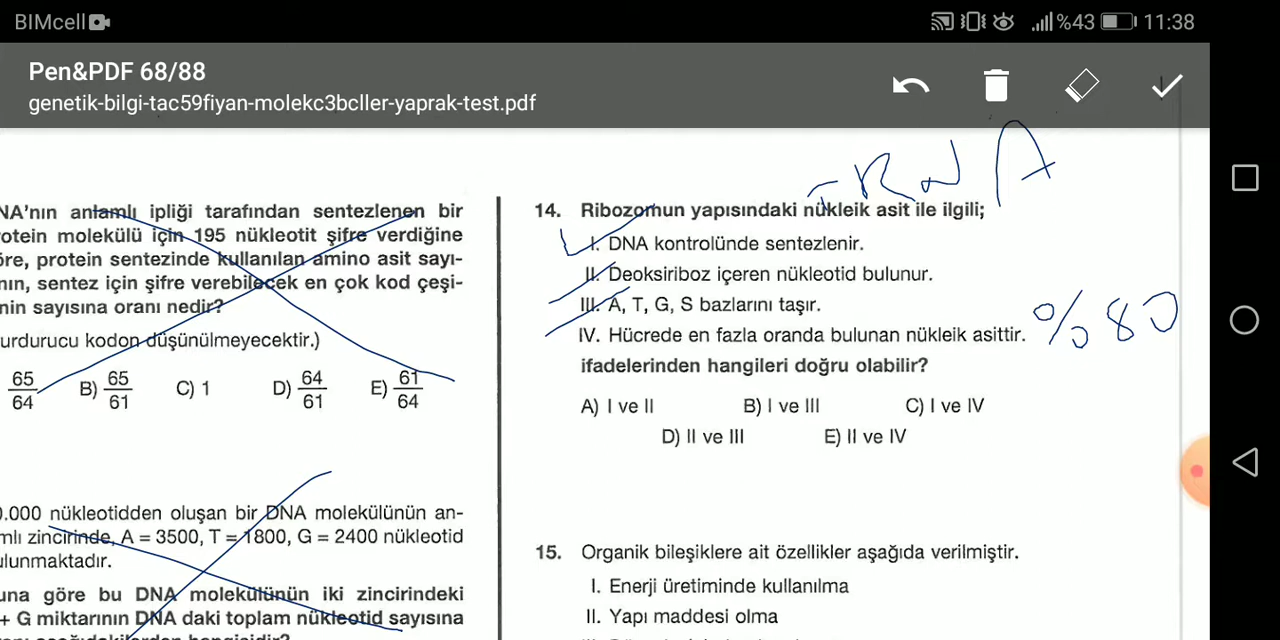 BIMcell
%43 11:38
Pen&PDF 68/88
genetik-bilgi-tac59fiyan-molekc3bcller-yaprak-test.pdf
NA'nın anlamlı ipliği tarafından sentezlenen bir
otein molekülü için 195 nükleotit şifre verdiğine
öre, protein sentezinde kullanılan amino asit sayı-
nın, sentez için şifre verebilecek en çok kod çeşi-
nin sayısına oranı nedir?
urdurucu kodon düşünülmeyecektir.)
65/64 B) 65/61 C) 1 D) 64/61 E) 61/64
0.000 nükleotidden oluşan bir DNA molekülünün an-
mlı zincirinde, A = 3500, T = 1800, G = 2400 nükleotid
ulunmaktadır.
una göre bu DNA molekülünün iki zincirindeki
+ G miktarının DNA daki toplam nükleotid sayısına
rRNA
14. Ribozomun yapısındaki nükleik asit ile ilgili;
I. DNA kontrolünde sentezlenir.
II. Deoksiriboz içeren nükleotid bulunur.
III. A, T, G, S bazlarını taşır.
IV. Hücrede en fazla oranda bulunan nükleik asittir. %80
ifadelerinden hangileri doğru olabilir?
A) I ve II B) I ve III C) I ve IV
D) II ve III E) II ve IV
15. Organik bileşiklere ait özellikler aşağıda verilmiştir.
I. Enerji üretiminde kullanılma
II. Yapı maddesi olma